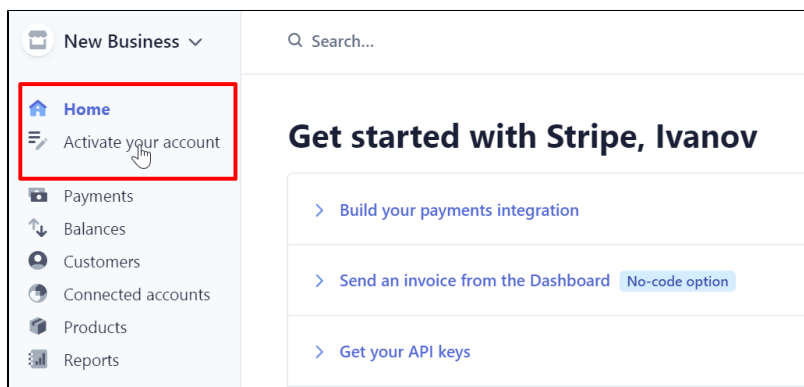 New Business
Search...
Home
Activate your account
Get started with Stripe, Ivanov
Payments
Build your payments integration
Balances
Customers
Send an invoice from the Dashboard No-code option
Connected accounts
Products
Get your API keys
Reports